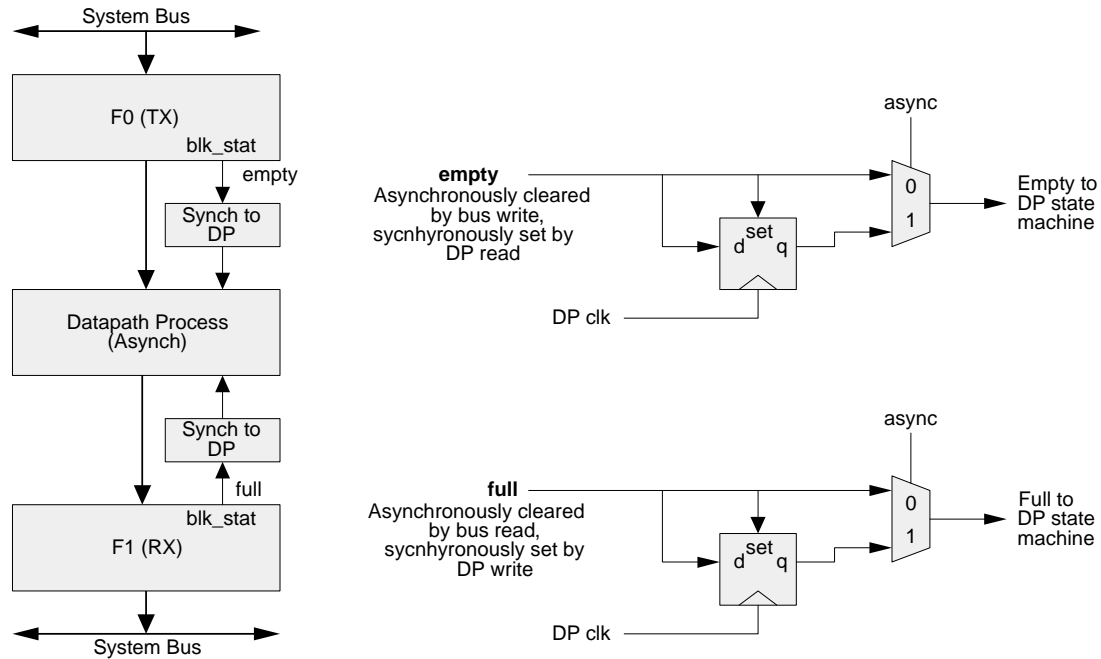 System Bus
F0 (TX)
blk_stat
empty
Synch to
DP
Datapath Process
(Asynch)
Synch to
DP
full
blk_stat
F1 (RX)
System Bus
async
empty
Asynchronously cleared
by bus write,
sycnhyronously set by
DP read
0
1
set
d
q
DP clk
Empty to
DP state
machine
async
full
Asynchronously cleared
by bus read,
sycnhyronously set by
DP write
0
1
set
d
q
DP clk
Full to
DP state
machine